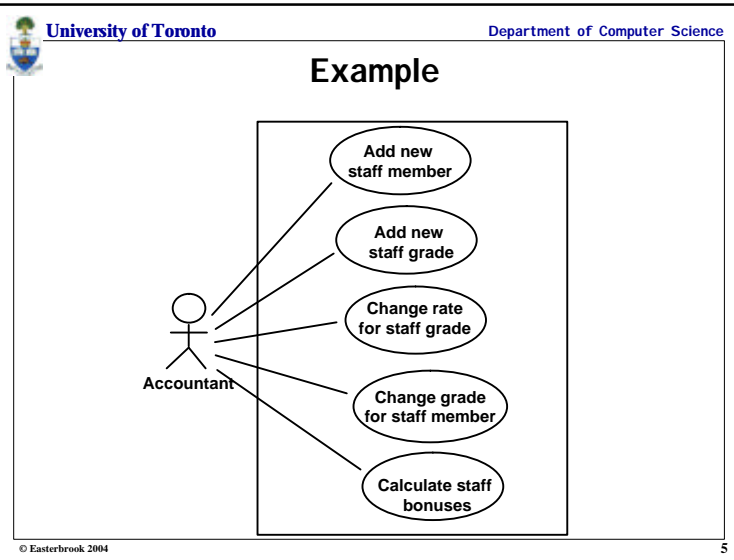 University of Toronto
Department of Computer Science
Example
Add new
staff member
Add new
staff grade
Change rate
for staff grade
Accountant
Change grade
for staff member
Calculate staff
bonuses
© Easterbrook 2004
5